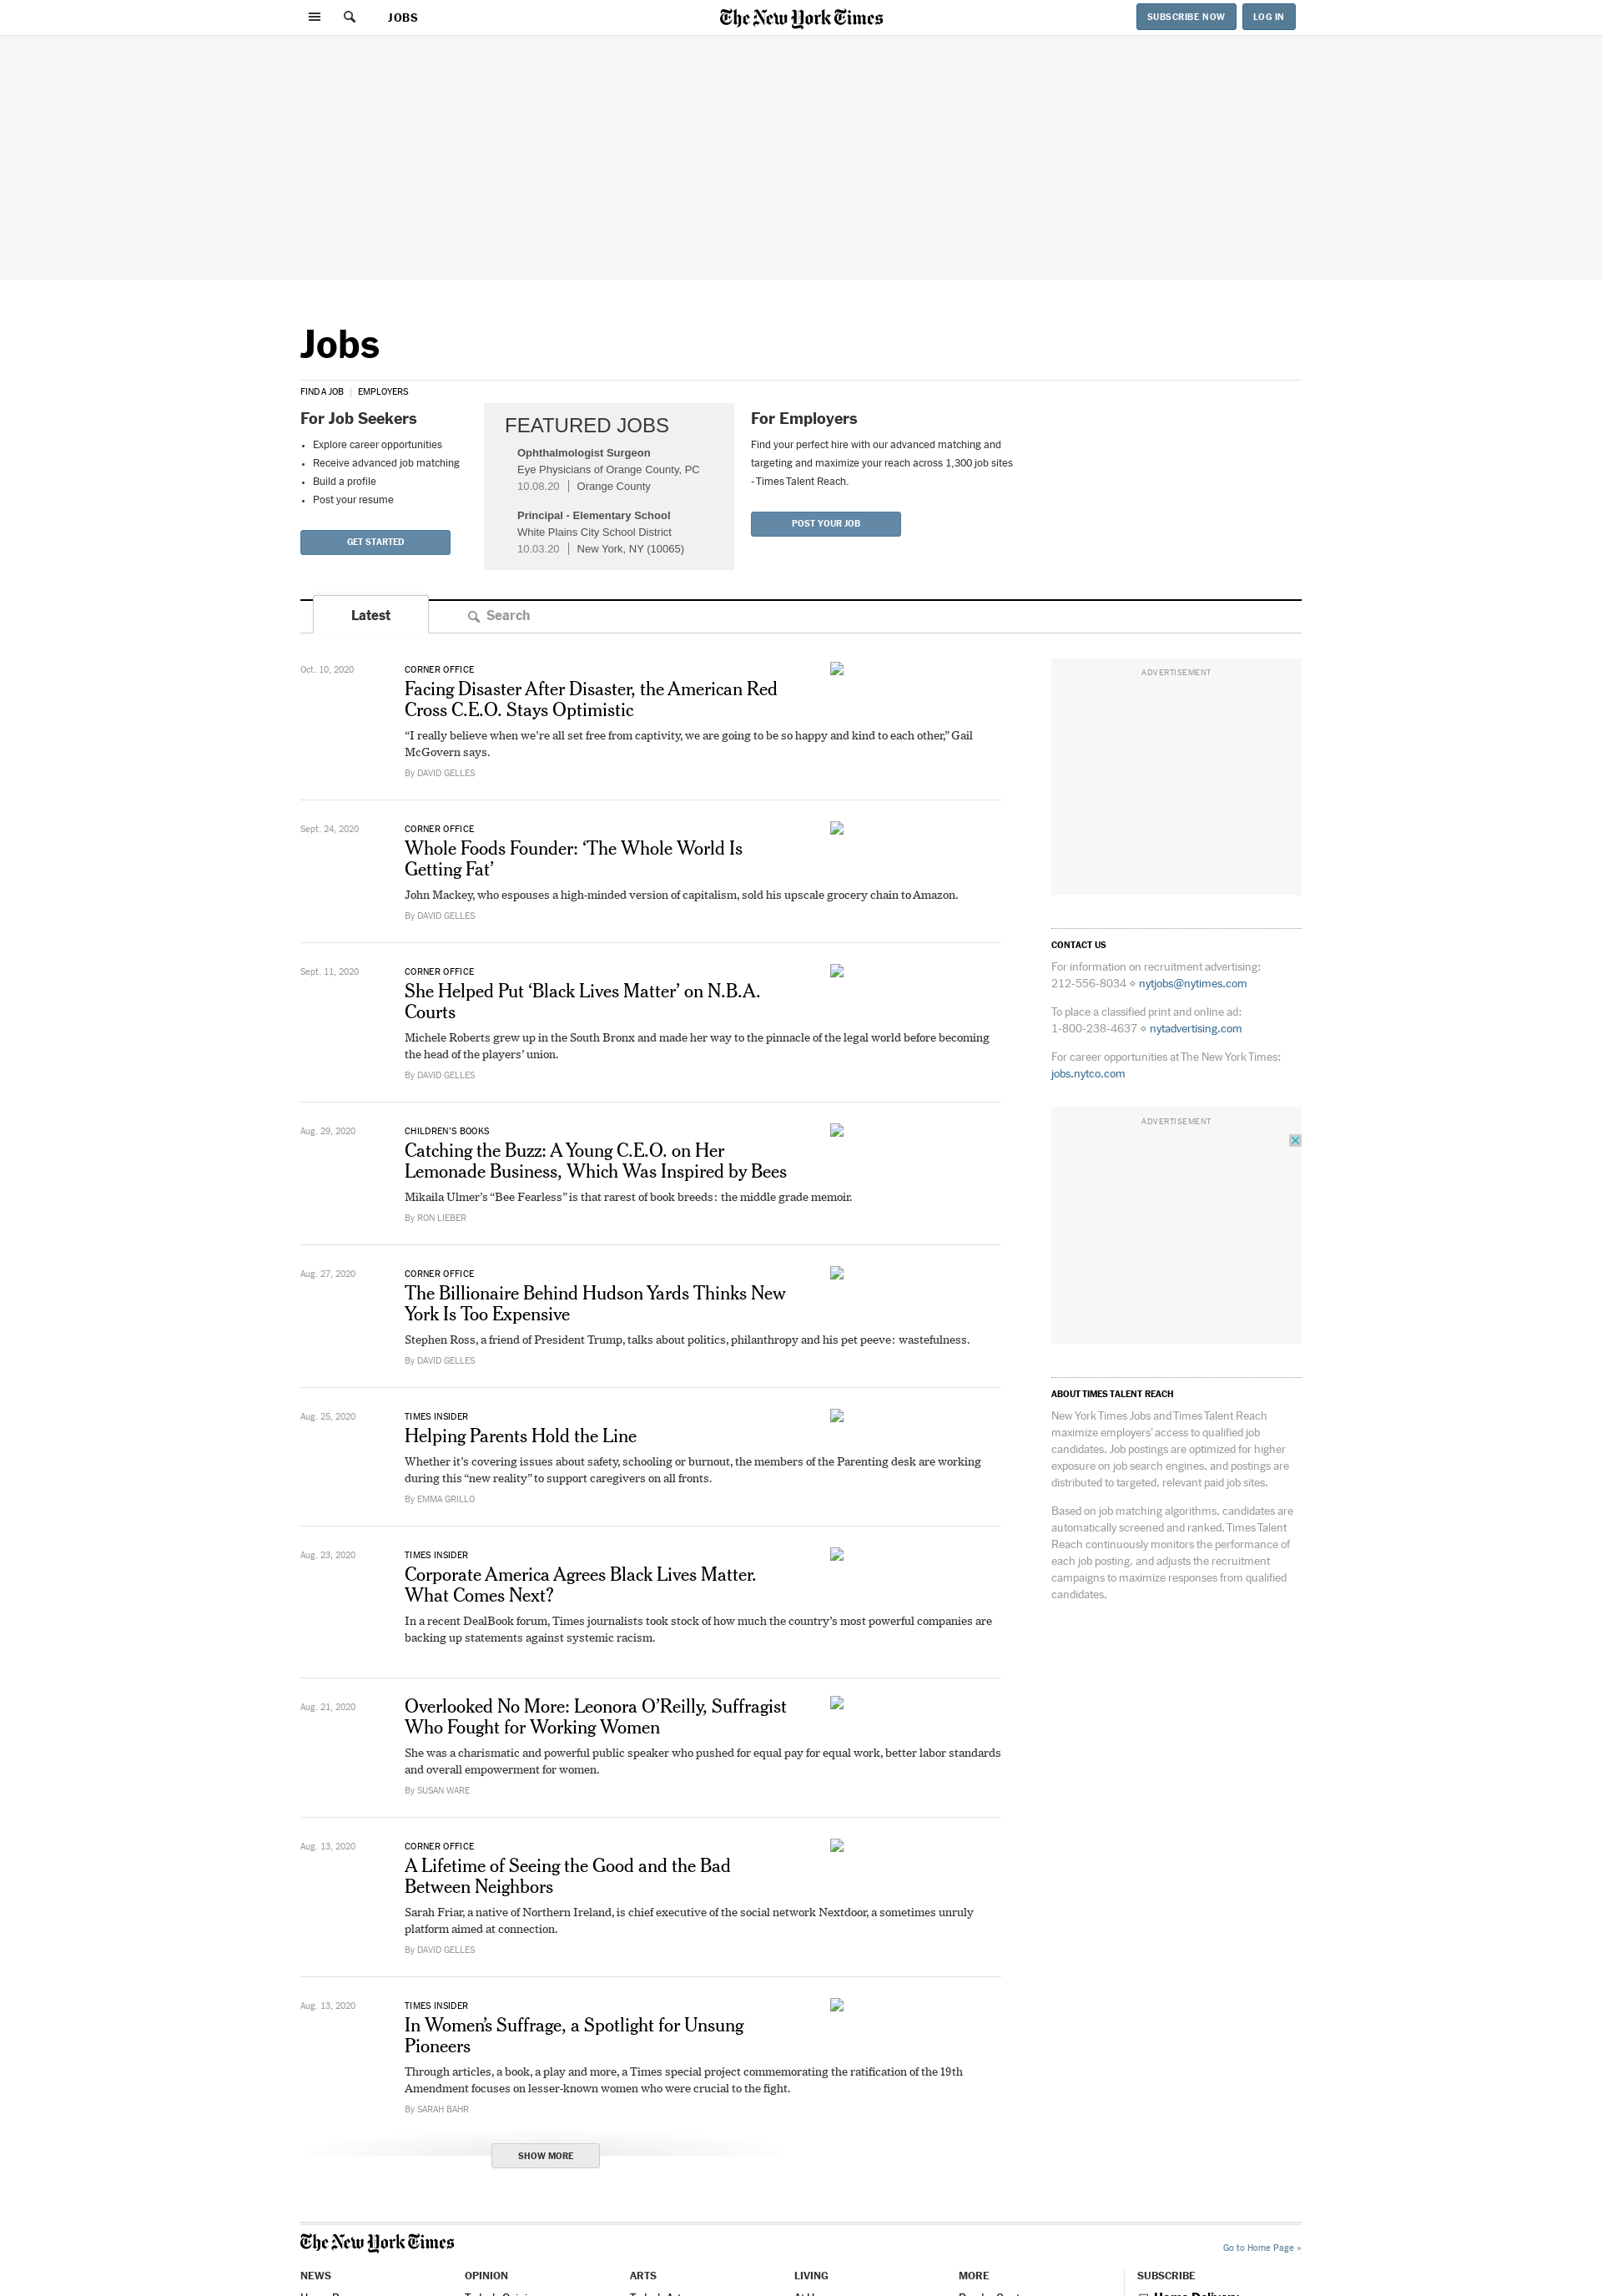 JOBS
The New York Times
SUBSCRIBE NOW
LOG IN
Jobs
FIND A JOB | EMPLOYERS
For Job Seekers
• Explore career opportunities
• Receive advanced job matching
• Build a profile
• Post your resume
GET STARTED
FEATURED JOBS
Ophthalmologist Surgeon
Eye Physicians of Orange County, PC
10.08.20 | Orange County
Principal - Elementary School
White Plains City School District
10.03.20 | New York, NY (10065)
For Employers
Find your perfect hire with our advanced matching and
targeting and maximize your reach across 1,300 job sites
- Times Talent Reach.
POST YOUR JOB
Latest
Search
Oct. 10, 2020
CORNER OFFICE
Facing Disaster After Disaster, the American Red
Cross C.E.O. Stays Optimistic
“I really believe when we’re all set free from captivity, we are going to be so happy and kind to each other,” Gail
McGovern says.
By DAVID GELLES
Sept. 24, 2020
CORNER OFFICE
Whole Foods Founder: ‘The Whole World Is
Getting Fat’
John Mackey, who espouses a high-minded version of capitalism, sold his upscale grocery chain to Amazon.
By DAVID GELLES
Sept. 11, 2020
CORNER OFFICE
She Helped Put ‘Black Lives Matter’ on N.B.A.
Courts
Michele Roberts grew up in the South Bronx and made her way to the pinnacle of the legal world before becoming
the head of the players’ union.
By DAVID GELLES
Aug. 29, 2020
CHILDREN’S BOOKS
Catching the Buzz: A Young C.E.O. on Her
Lemonade Business, Which Was Inspired by Bees
Mikaila Ulmer’s “Bee Fearless” is that rarest of book breeds: the middle grade memoir.
By RON LIEBER
Aug. 27, 2020
CORNER OFFICE
The Billionaire Behind Hudson Yards Thinks New
York Is Too Expensive
Stephen Ross, a friend of President Trump, talks about politics, philanthropy and his pet peeve: wastefulness.
By DAVID GELLES
Aug. 25, 2020
TIMES INSIDER
Helping Parents Hold the Line
Whether it’s covering issues about safety, schooling or burnout, the members of the Parenting desk are working
during this “new reality” to support caregivers on all fronts.
By EMMA GRILLO
Aug. 23, 2020
TIMES INSIDER
Corporate America Agrees Black Lives Matter.
What Comes Next?
In a recent DealBook forum, Times journalists took stock of how much the country’s most powerful companies are
backing up statements against systemic racism.
Aug. 21, 2020
Overlooked No More: Leonora O’Reilly, Suffragist
Who Fought for Working Women
She was a charismatic and powerful public speaker who pushed for equal pay for equal work, better labor standards
and overall empowerment for women.
By SUSAN WARE
Aug. 13, 2020
CORNER OFFICE
A Lifetime of Seeing the Good and the Bad
Between Neighbors
Sarah Friar, a native of Northern Ireland, is chief executive of the social network Nextdoor, a sometimes unruly
platform aimed at connection.
By DAVID GELLES
Aug. 13, 2020
TIMES INSIDER
In Women’s Suffrage, a Spotlight for Unsung
Pioneers
Through articles, a book, a play and more, a Times special project commemorating the ratification of the 19th
Amendment focuses on lesser-known women who were crucial to the fight.
By SARAH BAHR
SHOW MORE
ADVERTISEMENT
CONTACT US
For information on recruitment advertising:
212-556-8034 ⋄ nytjobs@nytimes.com
To place a classified print and online ad:
1-800-238-4637 ⋄ nytadvertising.com
For career opportunities at The New York Times:
jobs.nytco.com
ADVERTISEMENT
ABOUT TIMES TALENT REACH
New York Times Jobs and Times Talent Reach
maximize employers’ access to qualified job
candidates. Job postings are optimized for higher
exposure on job search engines, and postings are
distributed to targeted, relevant paid job sites.
Based on job matching algorithms, candidates are
automatically screened and ranked. Times Talent
Reach continuously monitors the performance of
each job posting, and adjusts the recruitment
campaigns to maximize responses from qualified
candidates.
The New York Times
Go to Home Page »
NEWS
OPINION
ARTS
LIVING
MORE
SUBSCRIBE